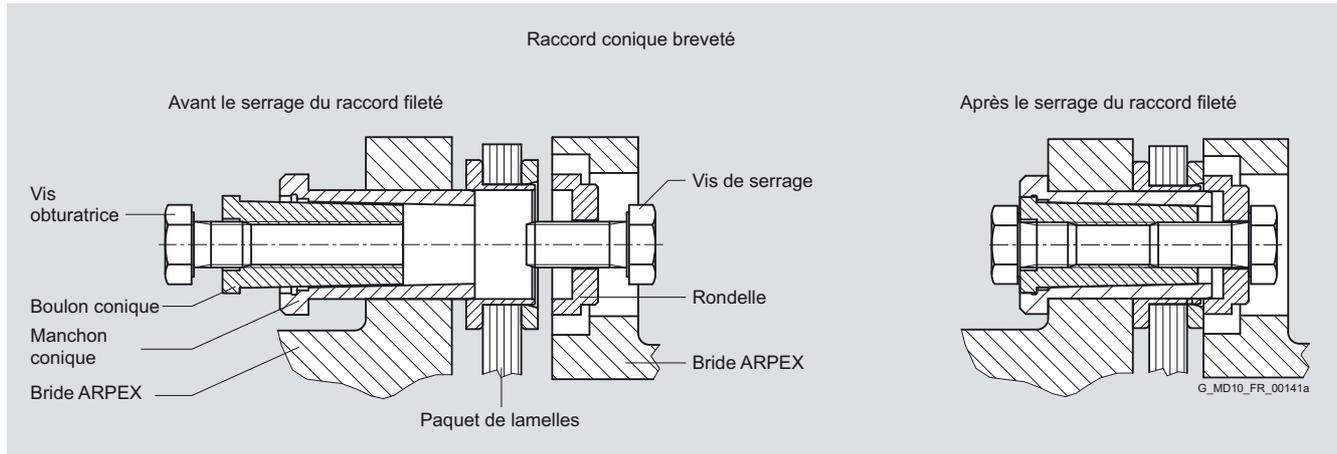 Raccord conique breveté
Avant le serrage du raccord fileté
Après le serrage du raccord fileté
Vis
obturatrice
Vis de serrage
Boulon conique
Rondelle
Manchon
conique
Bride ARPEX
Bride ARPEX
Paquet de lamelles
G_MD10_FR_00141a